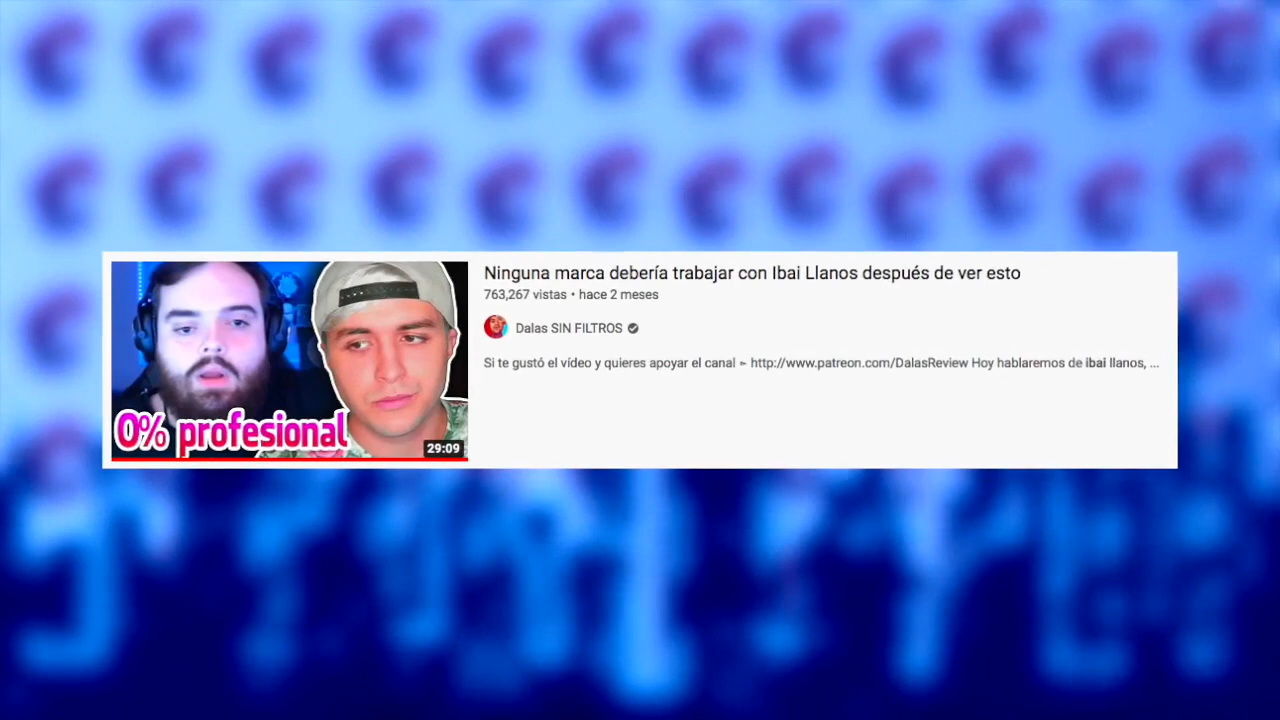 Ninguna marca debería trabajar con Ibai Llanos después de ver esto
763,267 vistas • hace 2 meses
Dalas SIN FILTROS
Si te gustó el vídeo y quieres apoyar el canal ➤ http://www.patreon.com/DalasReview Hoy hablaremos de ibai llanos, ...
0% profesional
29:09